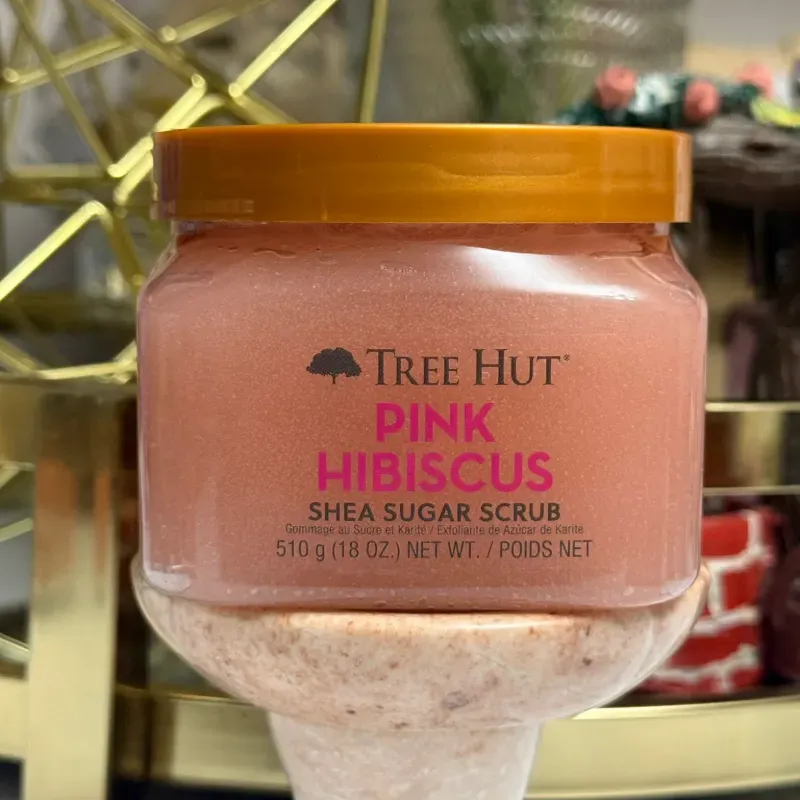 TREE HUT®
PINK
HIBISCUS
SHEA SUGAR SCRUB
Gommage au Sucre et Karité / Exfoliante de Azúcar de Karité
510 g (18 OZ.) NET WT. / POIDS NET